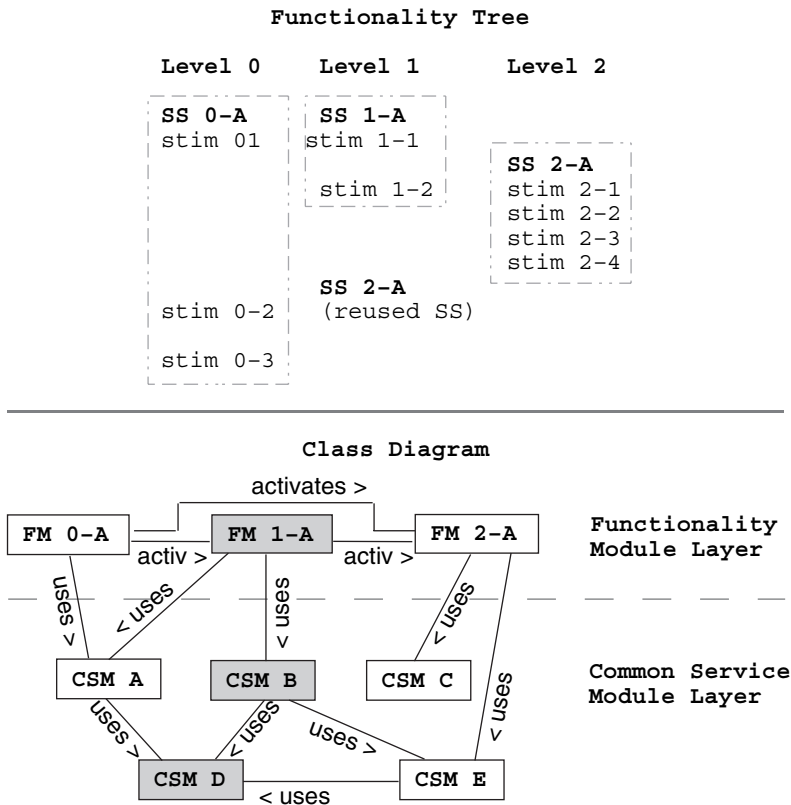 Functionality Tree
Level 0 Level 1 Level 2
SS 0-A
stim 01
stim 0-2
stim 0-3
SS 1-A
stim 1-1
stim 1-2
SS 2-A
(reused SS)
SS 2-A
stim 2-1
stim 2-2
stim 2-3
stim 2-4
Class Diagram
activates >
FM 0-A
activ >
FM 1-A
activ >
FM 2-A
Functionality
Module Layer
uses >
< uses
< uses
< uses
< uses
CSM A
CSM B
CSM C
Common Service
Module Layer
uses >
< uses
uses >
CSM D
< uses
CSM E